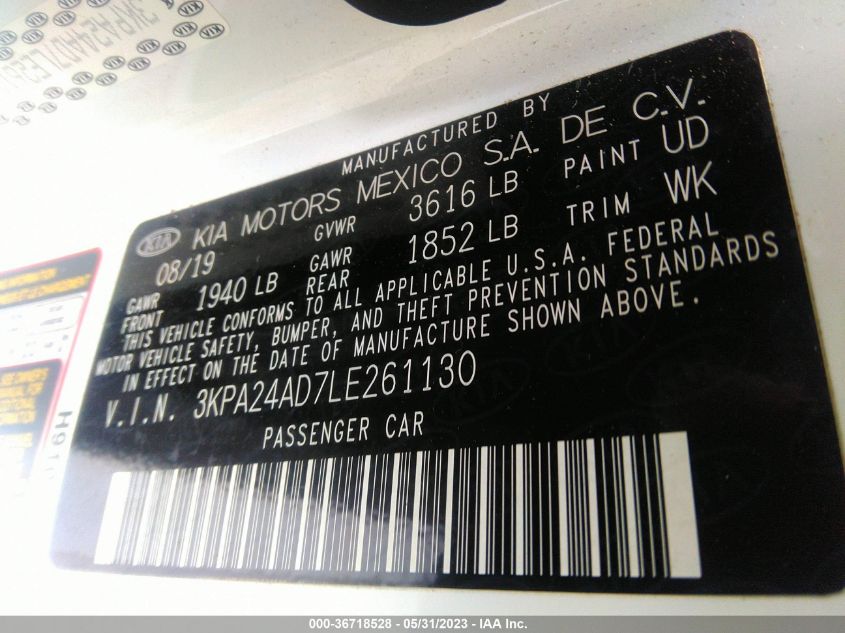 MANUFACTURED BY
KIA KIA MOTORS MEXICO S.A. DE C.V.
08/19 GVWR 3616 LB PAINT UD
GAWR FRONT 1940 LB GAWR REAR 1852 LB TRIM WK
THIS VEHICLE CONFORMS TO ALL APPLICABLE U.S.A. FEDERAL
MOTOR VEHICLE SAFETY, BUMPER, AND THEFT PREVENTION STANDARDS
IN EFFECT ON THE DATE OF MANUFACTURE SHOWN ABOVE.
V.I.N. 3KPA24AD7LE261130
PASSENGER CAR
000-36718528 - 05/31/2023 - IAA Inc.